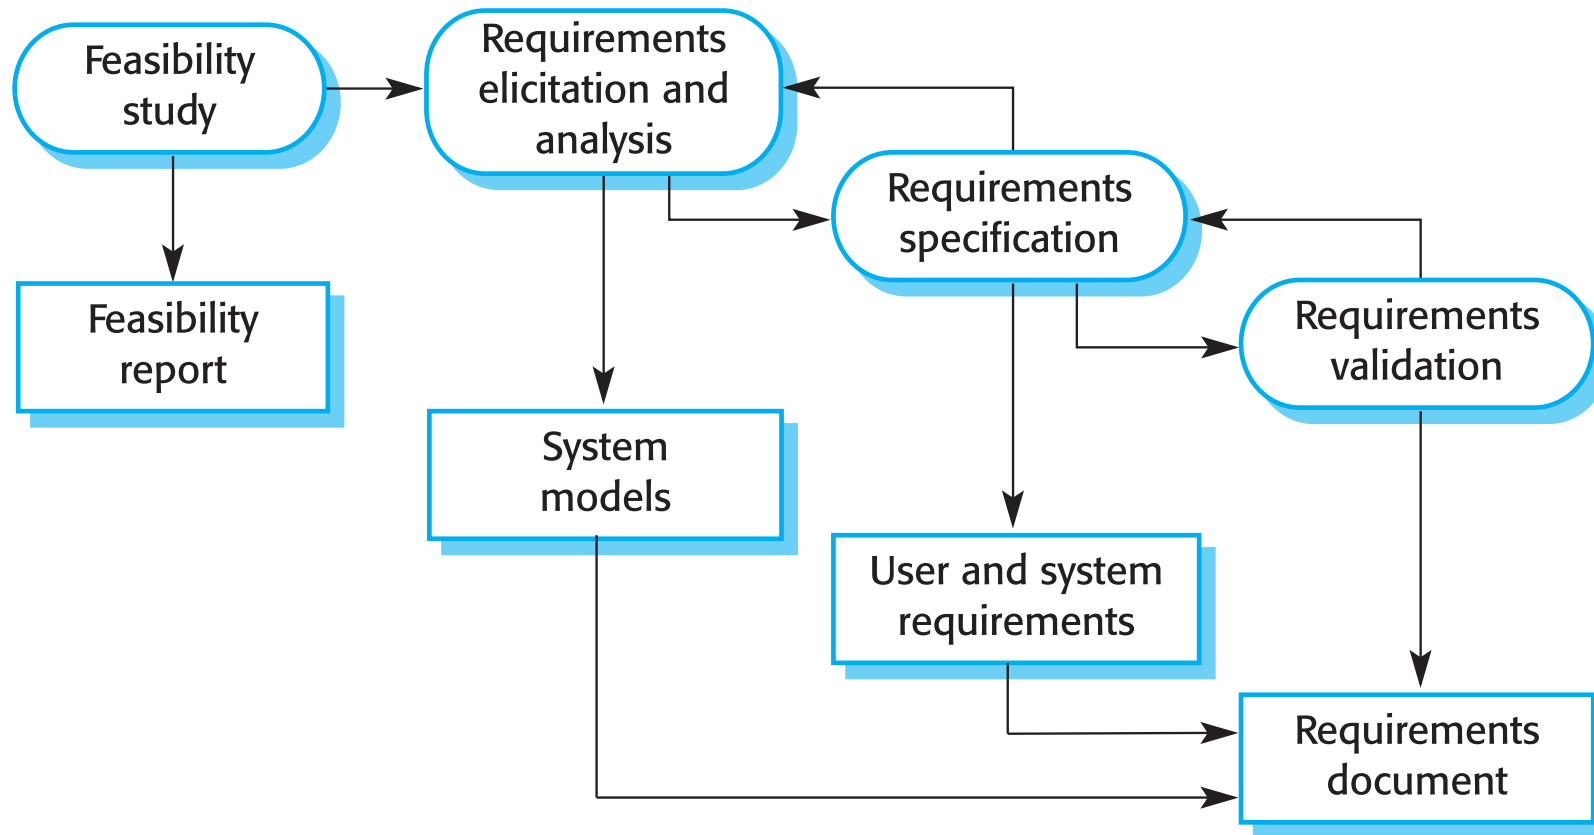 Feasibility
study
Requirements
elicitation and
analysis
Requirements
specification
Requirements
validation
Feasibility
report
System
models
User and system
requirements
Requirements
document